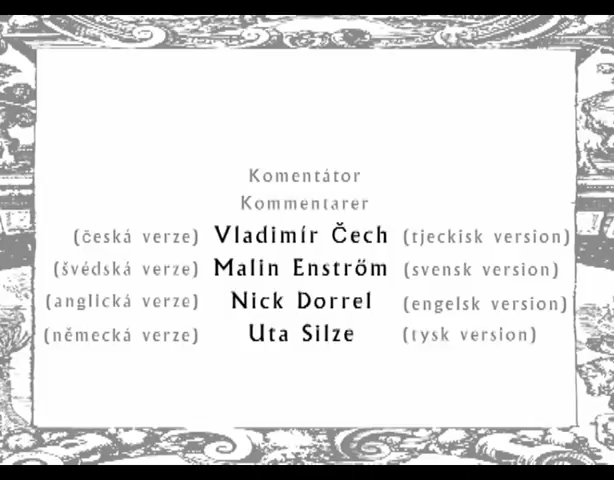 Komentátor
Kommentarer
(česká verze) Vladimír Čech (tjeckisk version)
(švédská verze) Malin Enström (svensk version)
(anglická verze) Nick Dorrel (engelsk version)
(německá verze) Uta Silze (tysk version)